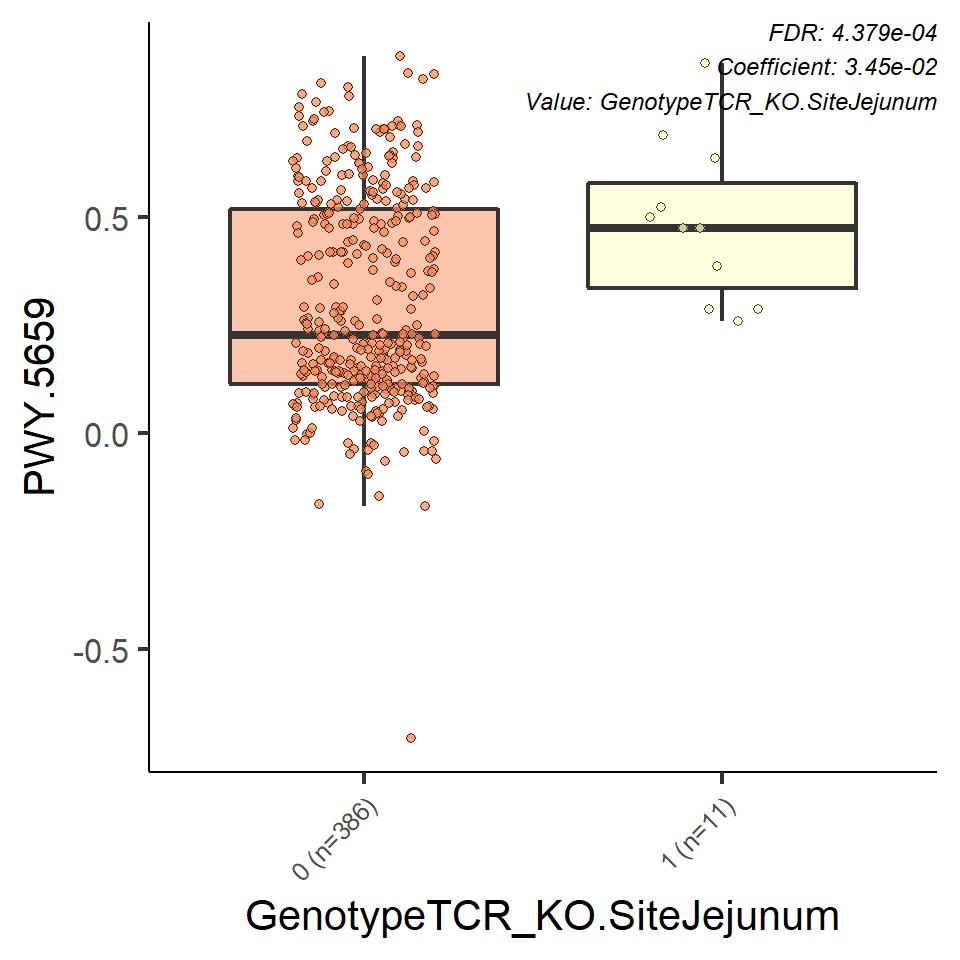 FDR: 4.379e-04
Coefficient: 3.45e-02
Value: GenotypeTCR_KO.SiteJejunum
PWY.5659
0.5
0.0
-0.5
0 (n=386)
1 (n=11)
GenotypeTCR_KO.SiteJejunum